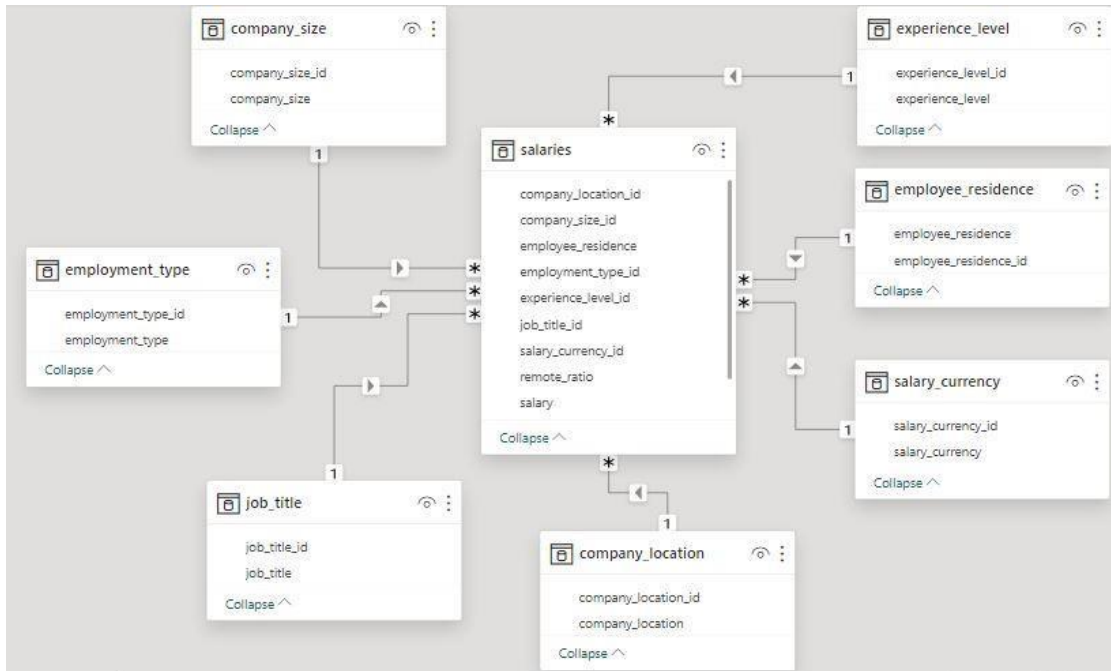 company_size
company_size_id
company_size
Collapse
1
experience_level
1
experience_level_id
experience_level
Collapse
*
salaries
company_location_id
company_size_id
employee_residence
employment_type_id
experience_level_id
job_title_id
salary_currency_id
remote_ratio
salary
Collapse
*
*
*
*
*
*
employee_residence
1
employee_residence
employee_residence_id
Collapse
employment_type
employment_type_id
1
employment_type
Collapse
salary_currency
1
salary_currency_id
salary_currency
Collapse
1
job_title
job_title_id
job_title
Collapse
1
company_location
company_location_id
company_location
Collapse